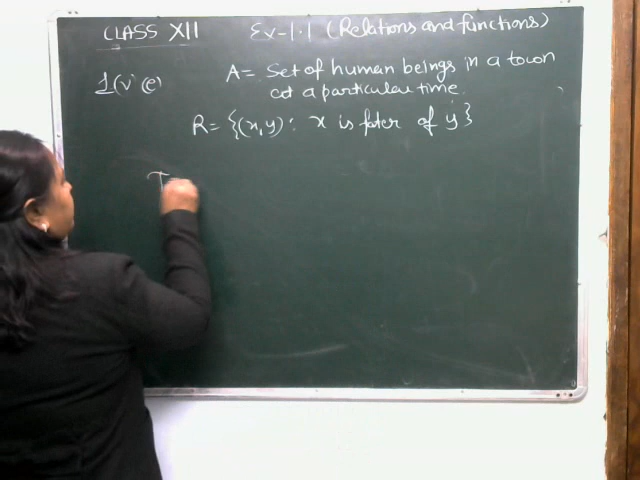 CLASS XII Ex-1.1 (Relations and functions)
1(v) (e) A = Set of human beings in a town
at a particular time.
R = {(x,y): x is fater of y}
T